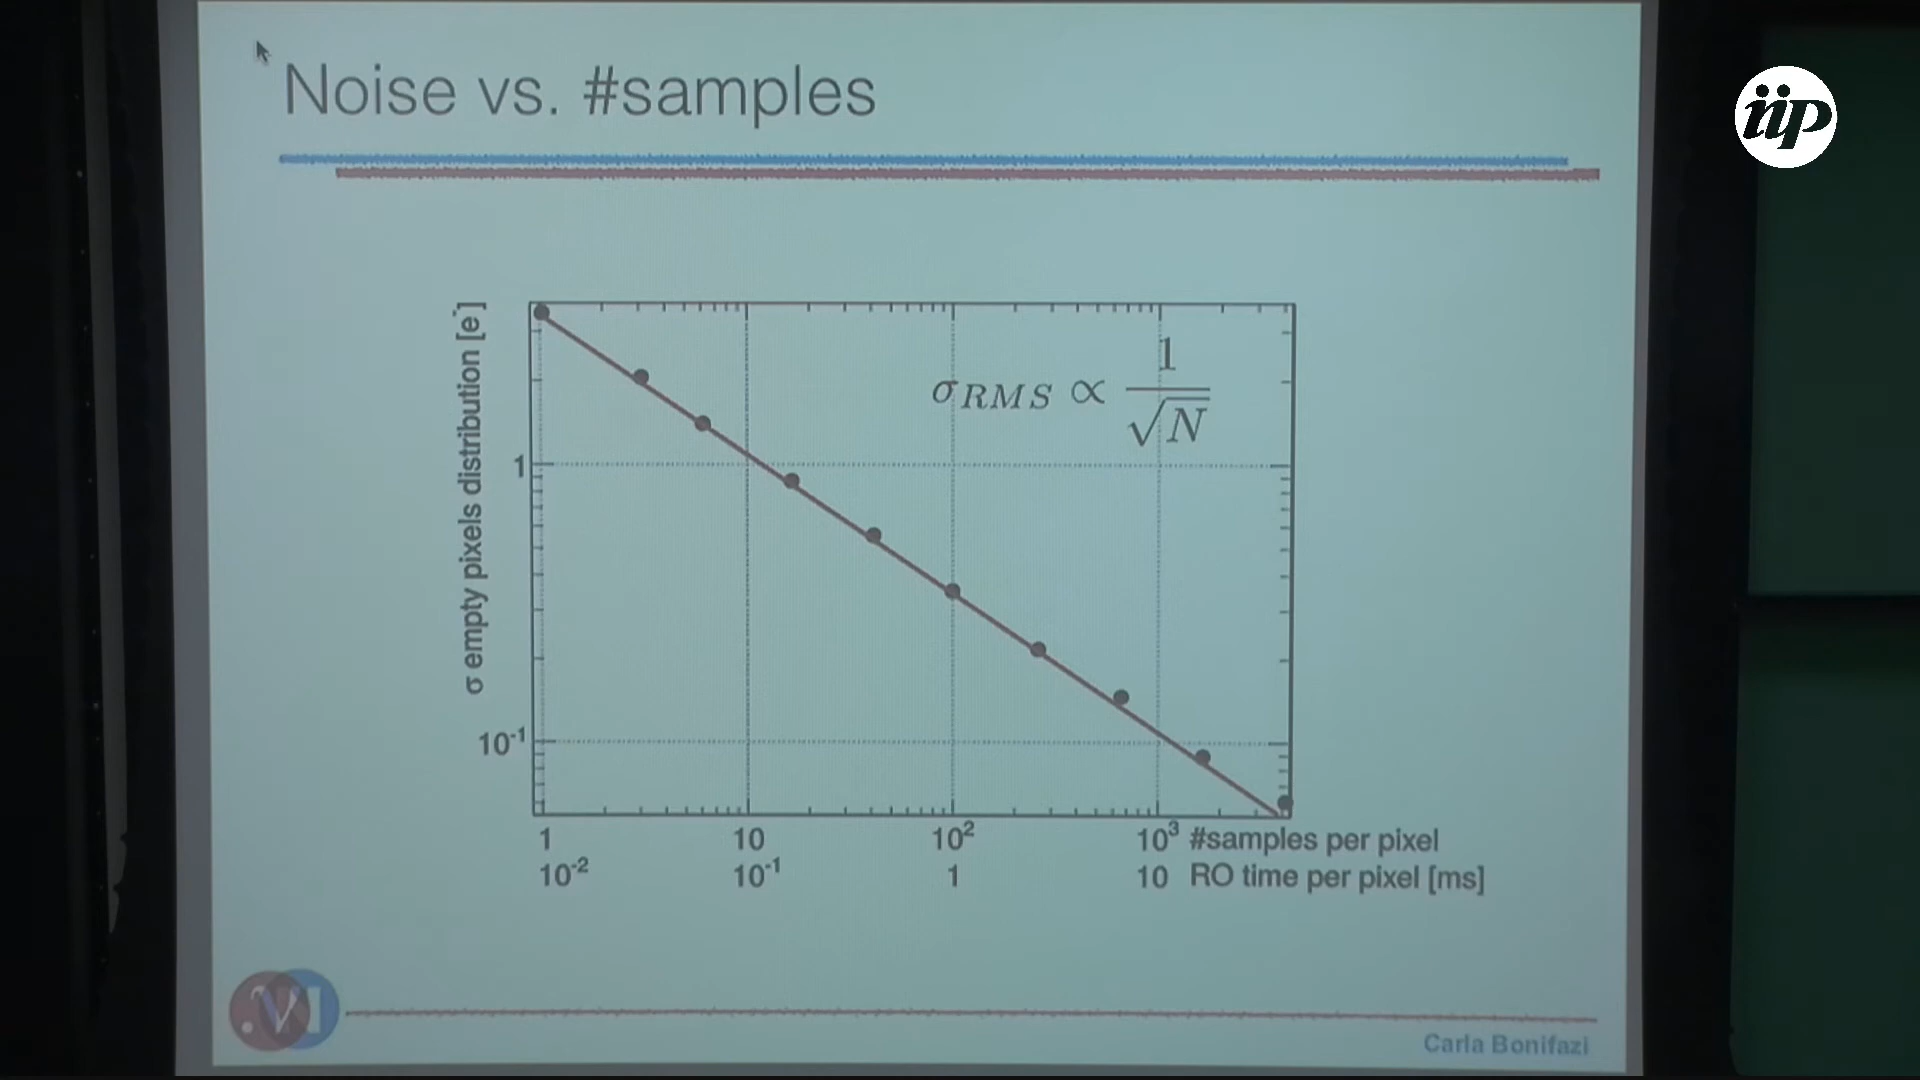 Noise vs. #samples
iip
σ empty pixels distribution [e⁻]
σ_RMS ∝ 1/√N
1
10⁻¹
1 10 10² 10³ #samples per pixel
10⁻² 10⁻¹ 1 10 RO time per pixel [ms]
Carla Bonifazi